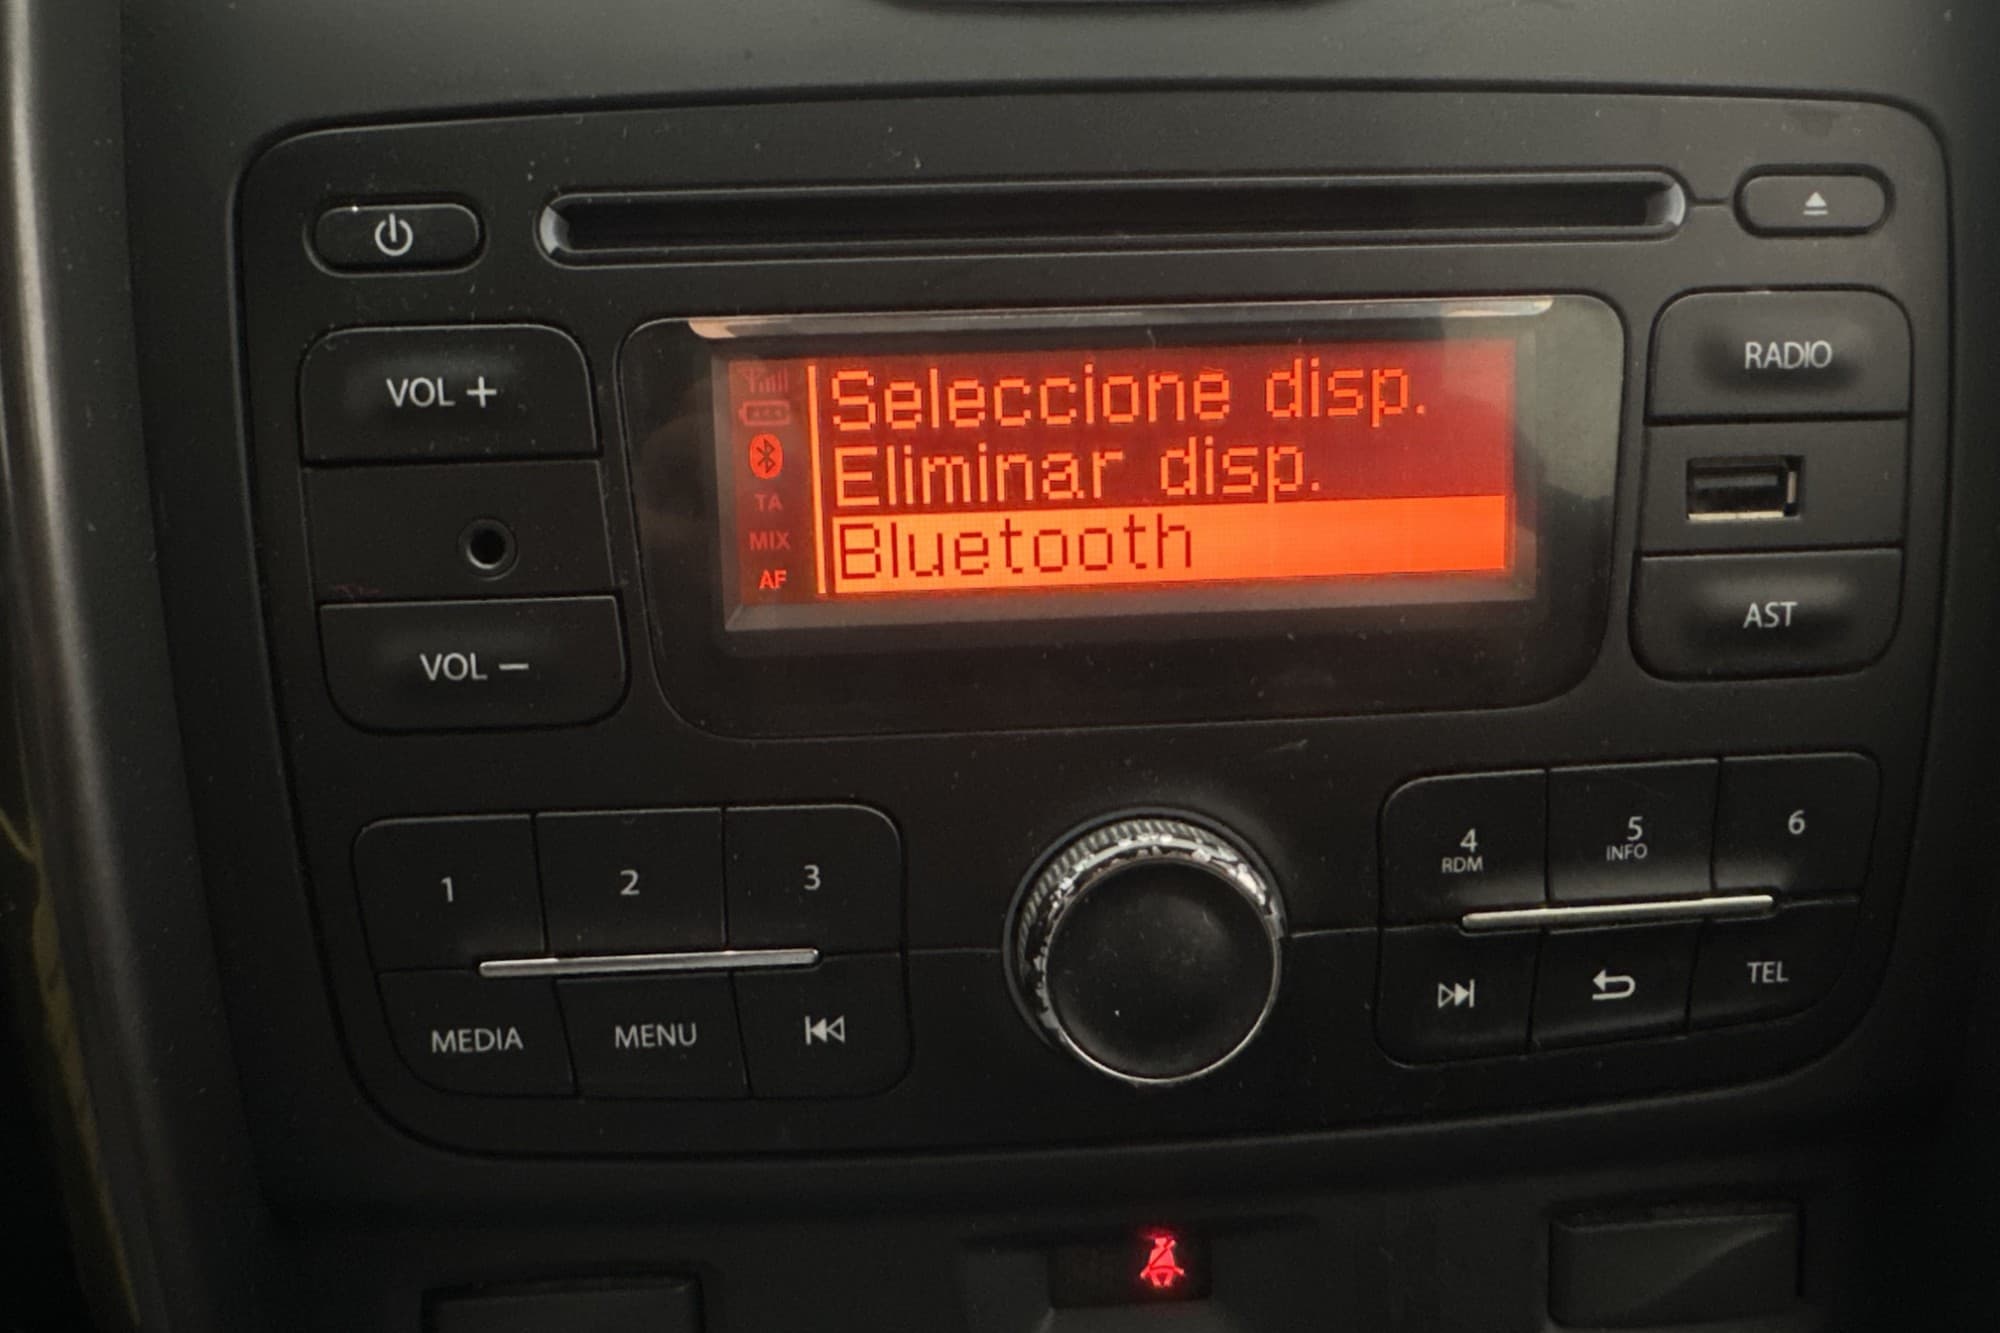 VOL +
VOL –
Seleccione disp.
Eliminar disp.
Bluetooth
TA
MIX
AF
RADIO
AST
1
2
3
MEDIA
MENU
4
RDM
5
INFO
6
TEL